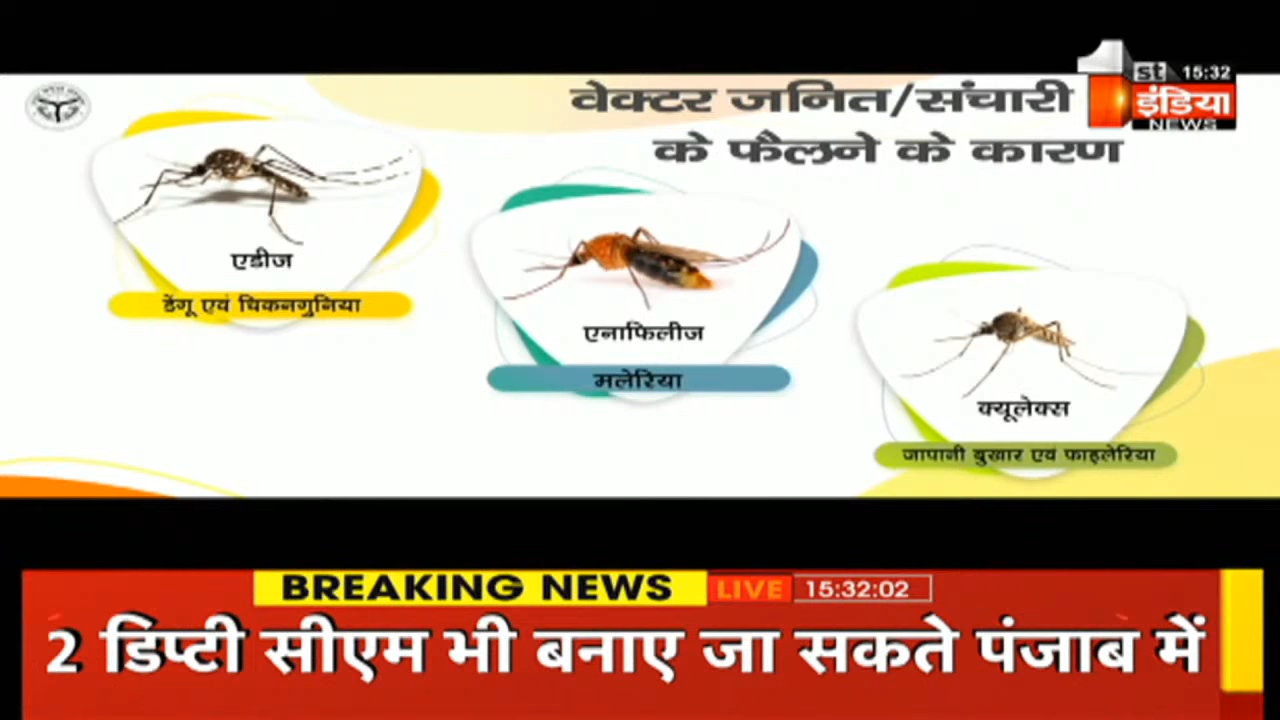 वेक्टर जनित/संचारी
के फैलने के कारण
1st 15:32
इंडिया
NEWS
एडीज
डेंगू एवं चिकनगुनिया
एनाफिलीज
मलेरिया
क्यूलेक्स
जापानी बुखार एवं फाइलेरिया
BREAKING NEWS LIVE 15:32:02
2 डिप्टी सीएम भी बनाए जा सकते पंजाब में